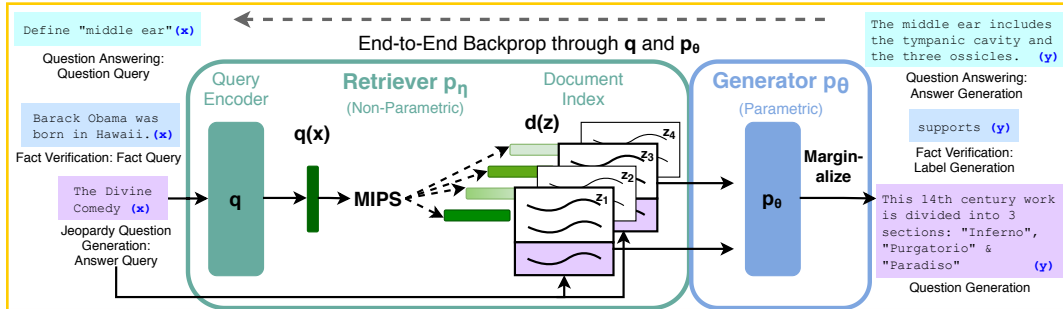 Define "middle ear"(x)
Question Answering:
Question Query
Barack Obama was
born in Hawaii.(x)
Fact Verification: Fact Query
The Divine
Comedy (x)
Jeopardy Question
Generation:
Answer Query
End-to-End Backprop through q and pθ
Query
Encoder
Retriever pη
(Non-Parametric)
Document
Index
q
q(x)
MIPS
d(z)
z4
z3
z2
z1
Generator pθ
(Parametric)
pθ
Margin-
alize
The middle ear includes
the tympanic cavity and
the three ossicles. (y)
Question Answering:
Answer Generation
supports (y)
Fact Verification:
Label Generation
This 14th century work
is divided into 3
sections: "Inferno",
"Purgatorio" &
"Paradiso" (y)
Question Generation